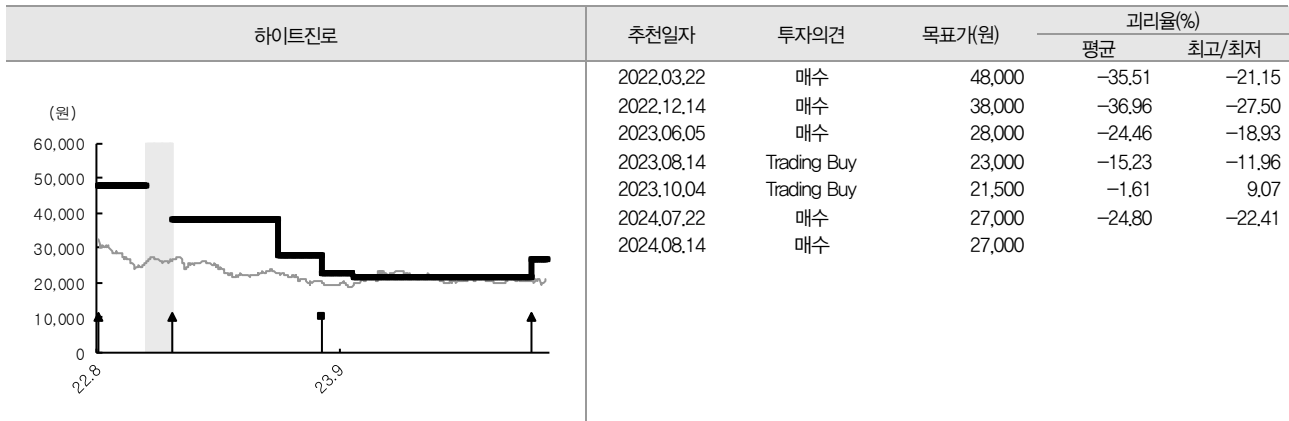 하이트진로 추천일자 투자의견 목표가(원) 괴리율(%)
평균 최고/최저
2022.03.22 매수 48,000 −35.51 −21.15
2022.12.14 매수 38,000 −36.96 −27.50
2023.06.05 매수 28,000 −24.46 −18.93
2023.08.14 Trading Buy 23,000 −15.23 −11.96
2023.10.04 Trading Buy 21,500 −1.61 9.07
2024.07.22 매수 27,000 −24.80 −22.41
2024.08.14 매수 27,000
(원)
60,000
50,000
40,000
30,000
20,000
10,000
0
22.8 23.9